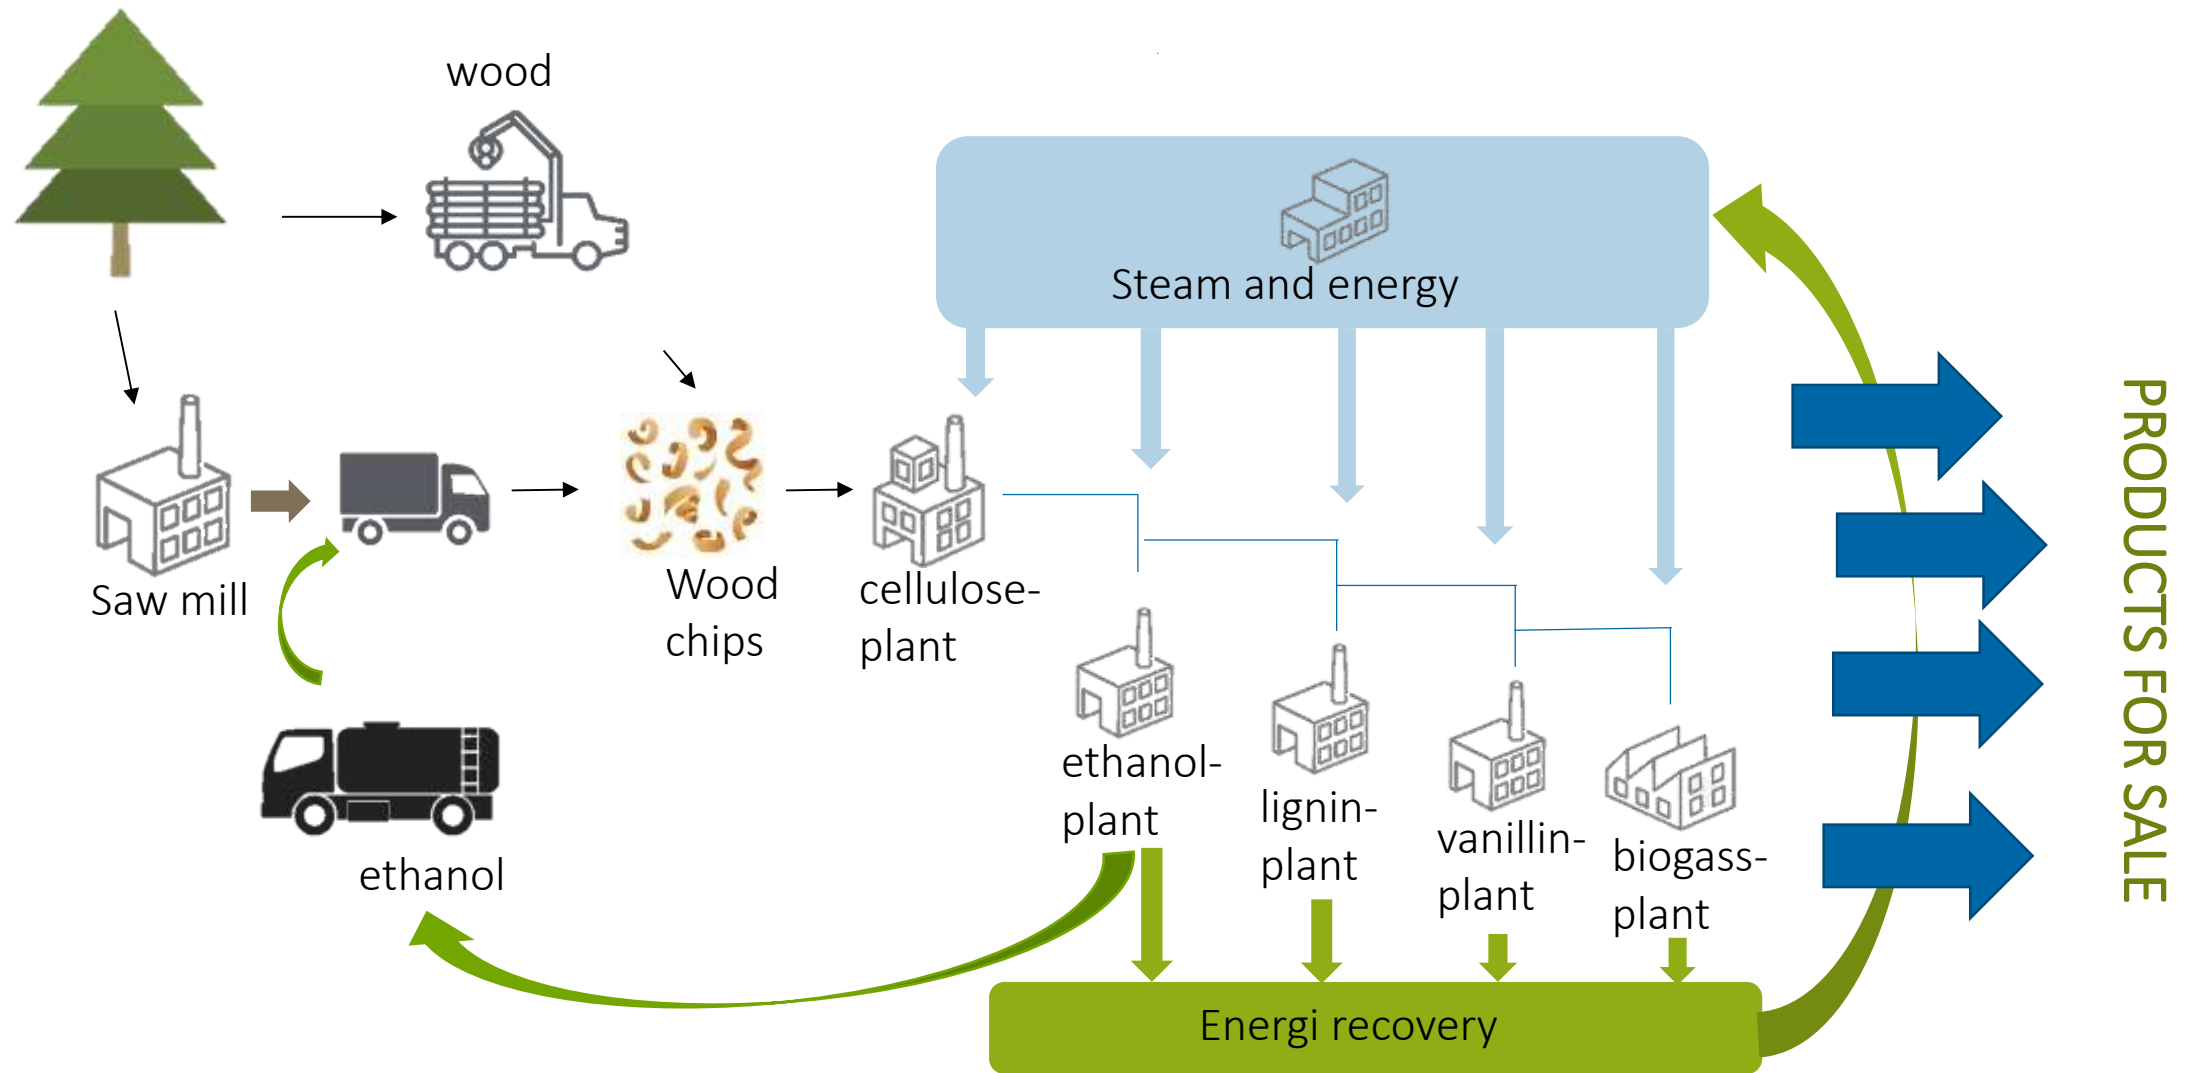 wood
Steam and energy
Saw mill
Wood
chips
cellulose-
plant
ethanol-
plant
lignin-
plant
vanillin-
plant
biogass-
plant
ethanol
Energi recovery
PRODUCTS FOR SALE